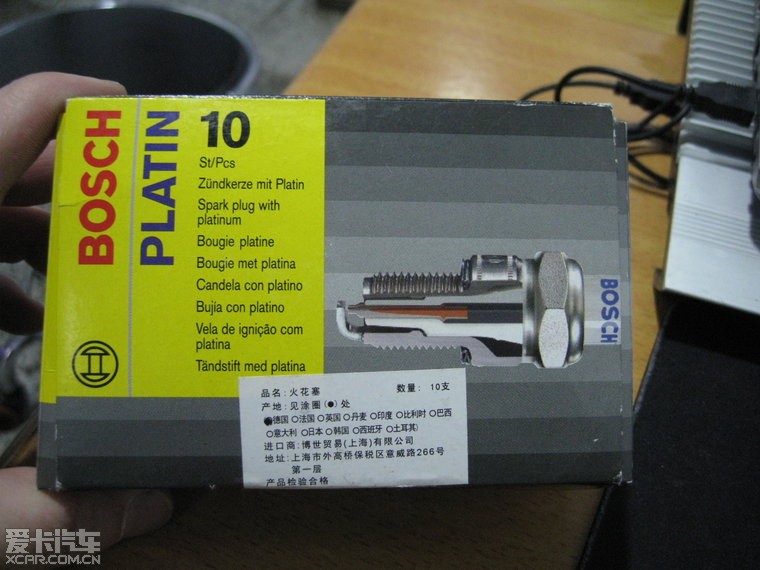 BOSCH
PLATIN
10
St/Pcs
Zündkerze mit Platin
Spark plug with
platinum
Bougie platine
Bougie met platina
Candela con platino
Bujía con platino
Vela de ignição com
platina
Tändstift med platina
BOSCH
品名: 火花塞 数量: 10支
产地: 见涂圈(●)处
●德国 ○法国 ○英国 ○丹麦 ○印度 ○比利时 ○巴西
○意大利 ○日本 ○韩国 ○西班牙 ○土耳其)
进口商: 博世贸易(上海)有限公司
地址: 上海市外高桥保税区意威路266号
第一层
产品检验合格
爱卡汽车
XCAR.COM.CN